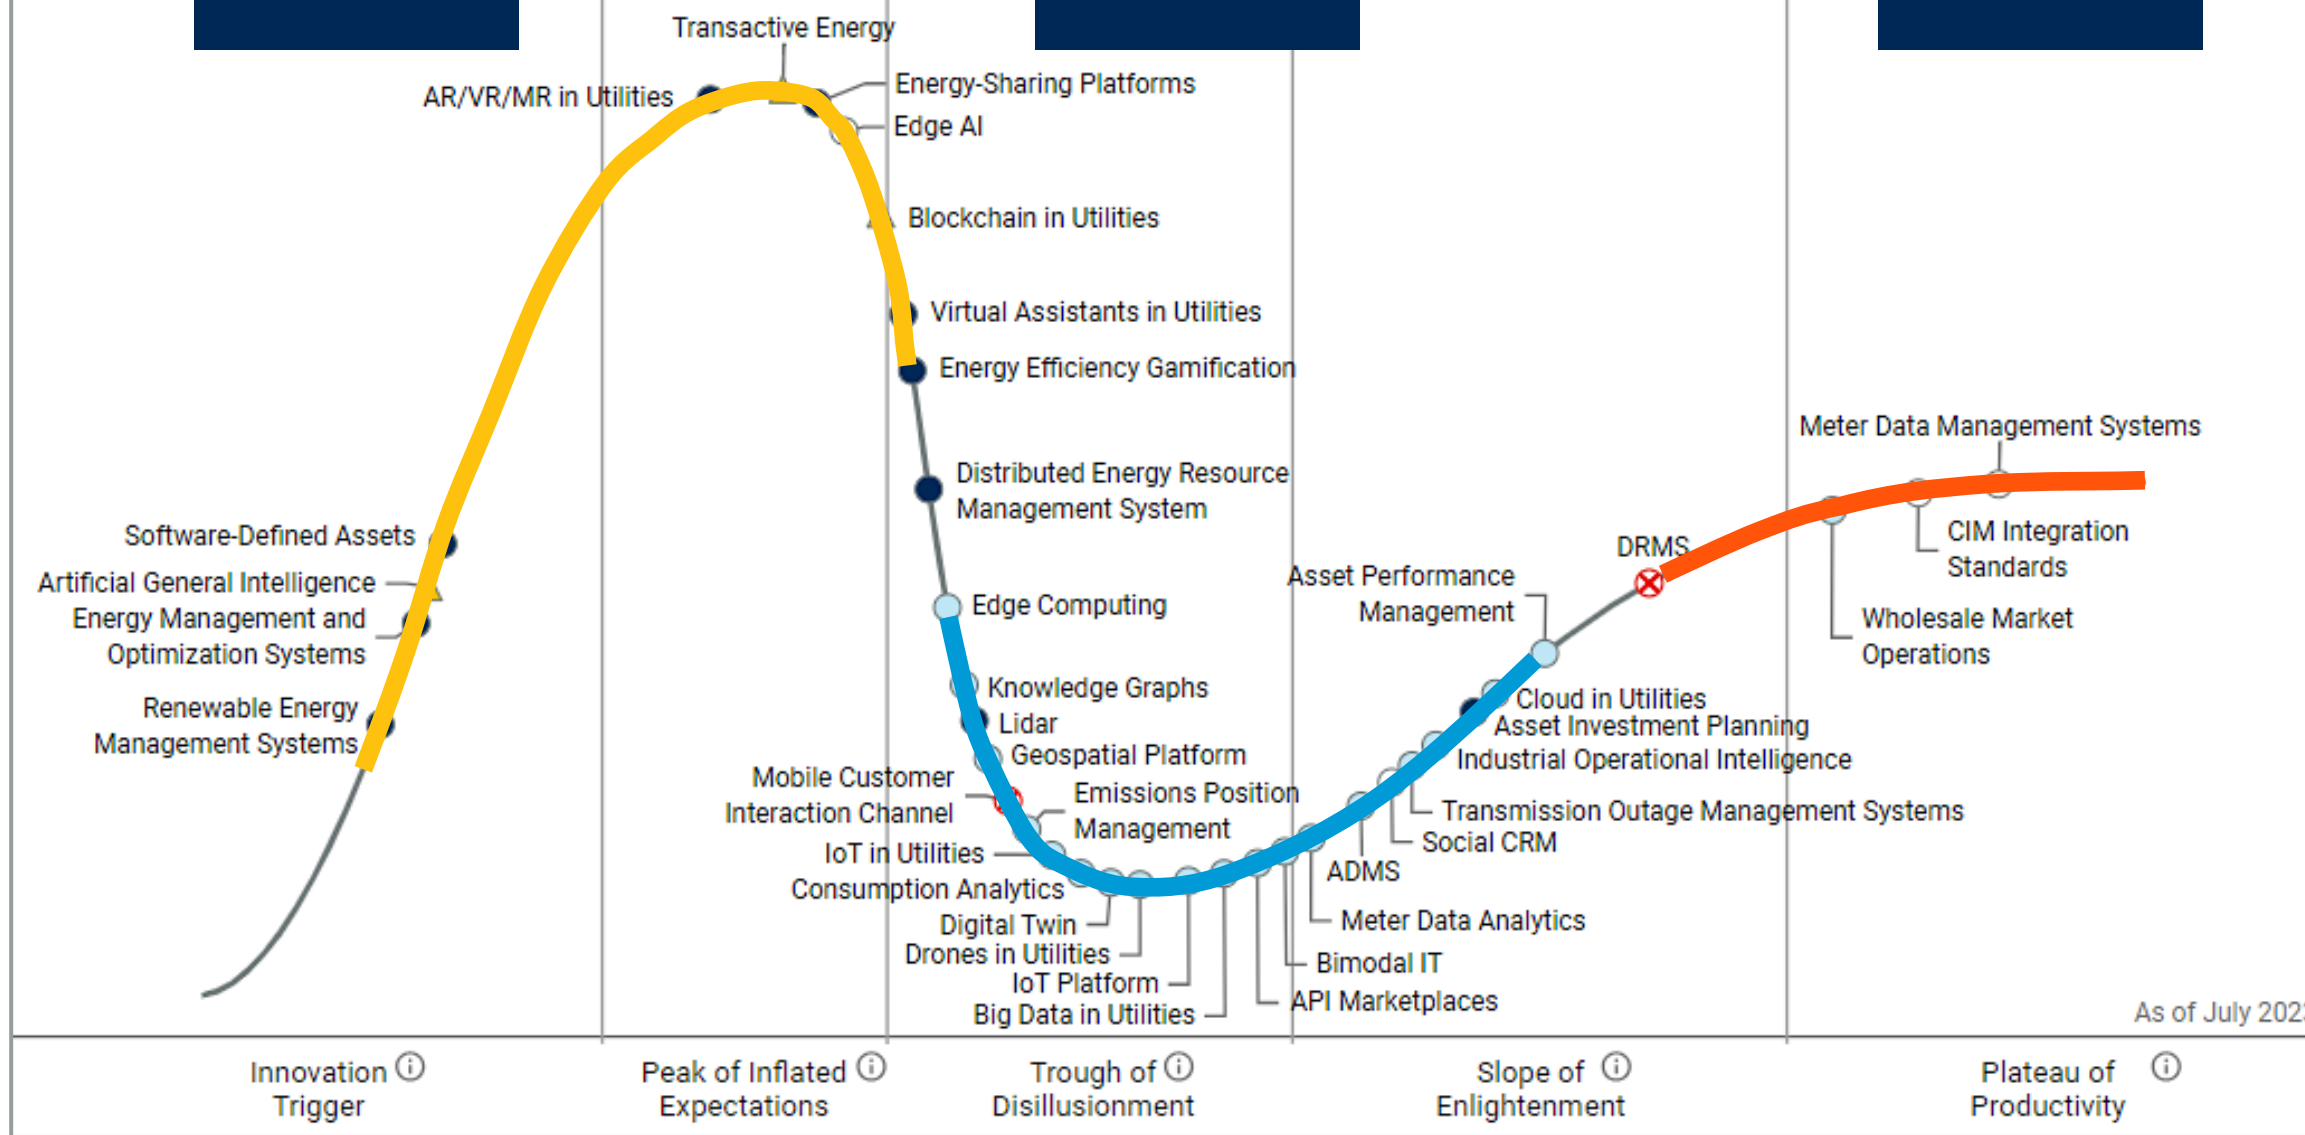 Transactive Energy
AR/VR/MR in Utilities
Energy-Sharing Platforms
Edge AI
Blockchain in Utilities
Virtual Assistants in Utilities
Energy Efficiency Gamification
Distributed Energy Resource
Management System
Edge Computing
Knowledge Graphs
Lidar
Geospatial Platform
Mobile Customer
Interaction Channel
Emissions Position
Management
IoT in Utilities
Consumption Analytics
Digital Twin
Drones in Utilities
IoT Platform
Big Data in Utilities
Software-Defined Assets
Artificial General Intelligence
Energy Management and
Optimization Systems
Renewable Energy
Management Systems
API Marketplaces
Bimodal IT
Meter Data Analytics
ADMS
Social CRM
Transmission Outage Management Systems
Industrial Operational Intelligence
Asset Investment Planning
Cloud in Utilities
Asset Performance
Management
DRMS
Meter Data Management Systems
CIM Integration
Standards
Wholesale Market
Operations
As of July 202
Innovation
Trigger
Peak of Inflated
Expectations
Trough of
Disillusionment
Slope of
Enlightenment
Plateau of
Productivity